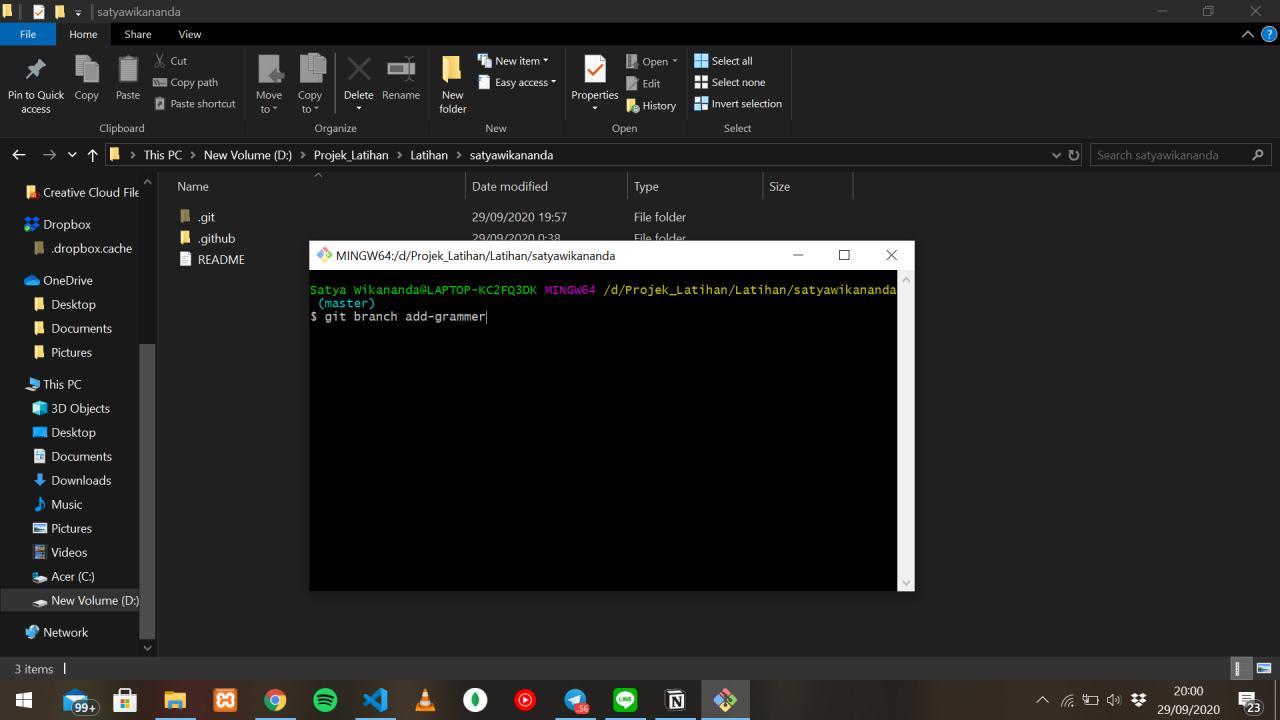 satyawikananda
File Home Share View
Pin to Quick access
Copy
Paste
Cut
Copy path
Paste shortcut
Clipboard
Move to
Copy to
Delete
Rename
Organize
New folder
New item
Easy access
New
Properties
Open
Edit
History
Open
Select all
Select none
Invert selection
Select
This PC > New Volume (D:) > Projek_Latihan > Latihan > satyawikananda
Search satyawikananda
Name Date modified Type Size
.git 29/09/2020 19:57 File folder
.github 29/09/2020 0:38 File folder
README
Creative Cloud File
Dropbox
.dropbox.cache
OneDrive
Desktop
Documents
Pictures
This PC
3D Objects
Desktop
Documents
Downloads
Music
Pictures
Videos
Acer (C:)
New Volume (D:)
Network
MINGW64:/d/Projek_Latihan/Latihan/satyawikananda
Satya Wikananda@LAPTOP-KC2FQ3DK MINGW64 /d/Projek_Latihan/Latihan/satyawikananda
(master)
$ git branch add-grammer
3 items
99+
56
20:00
29/09/2020
23